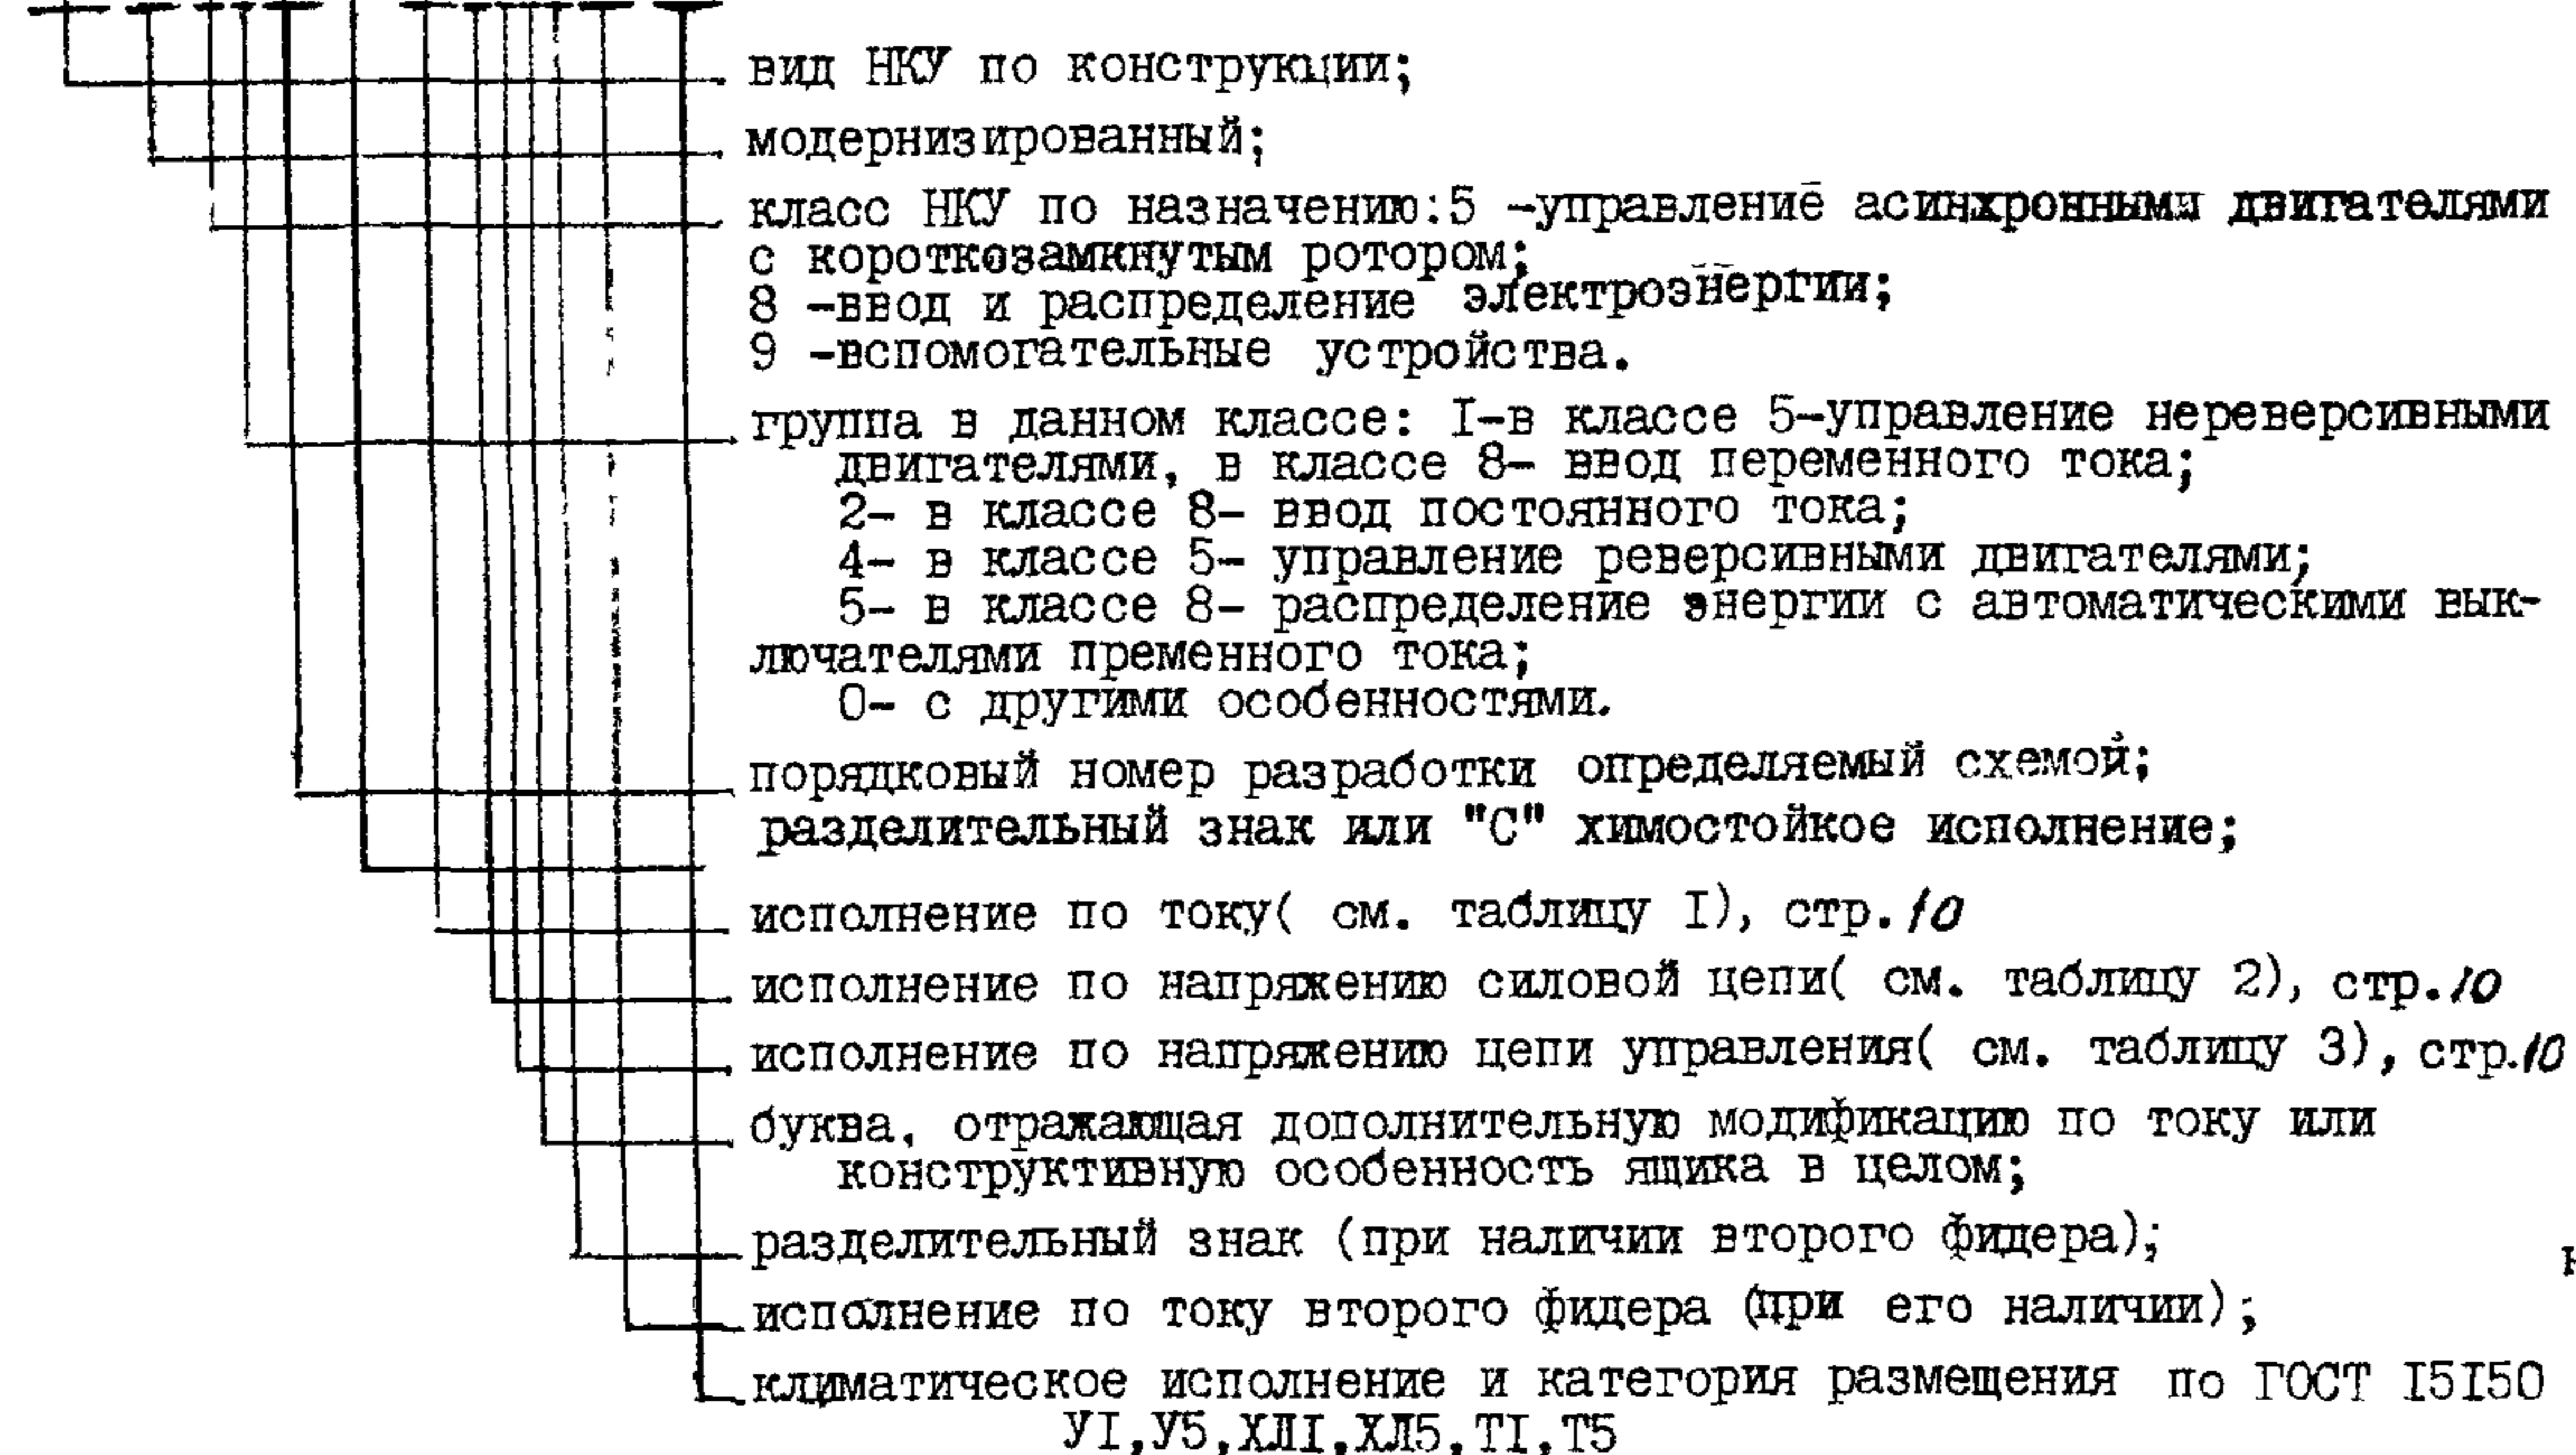 вид НКУ по конструкции;
модернизированный;
класс НКУ по назначению:5 -управление асинхронными двигателями
с короткозамкнутым ротором;
8 -ввод и распределение электроэнергии;
9 -вспомогательные устройства.
группа в данном классе: I-в классе 5-управление нереверсивными
двигателями, в классе 8- ввод переменного тока;
2- в классе 8- ввод постоянного тока;
4- в классе 5- управление реверсивными двигателями;
5- в классе 8- распределение энергии с автоматическими вык-
лючателями пременного тока;
0- с другими особенностями.
порядковый номер разработки определяемый схемой;
разделительный знак или "С" химостойкое исполнение;
исполнение по току( см. таблицу I), стр.10
исполнение по напряжению силовой цепи( см. таблицу 2), стр.10
исполнение по напряжению цепи управления( см. таблицу 3), стр.10
буква, отражающая дополнительную модификацию по току или
конструктивную особенность ящика в целом;
разделительный знак (при наличии второго фидера);
исполнение по току второго фидера (при его наличии);
климатическое исполнение и категория размещения по ГОСТ I5I50
УI,У5,ХЛI,ХЛ5,ТI,Т5